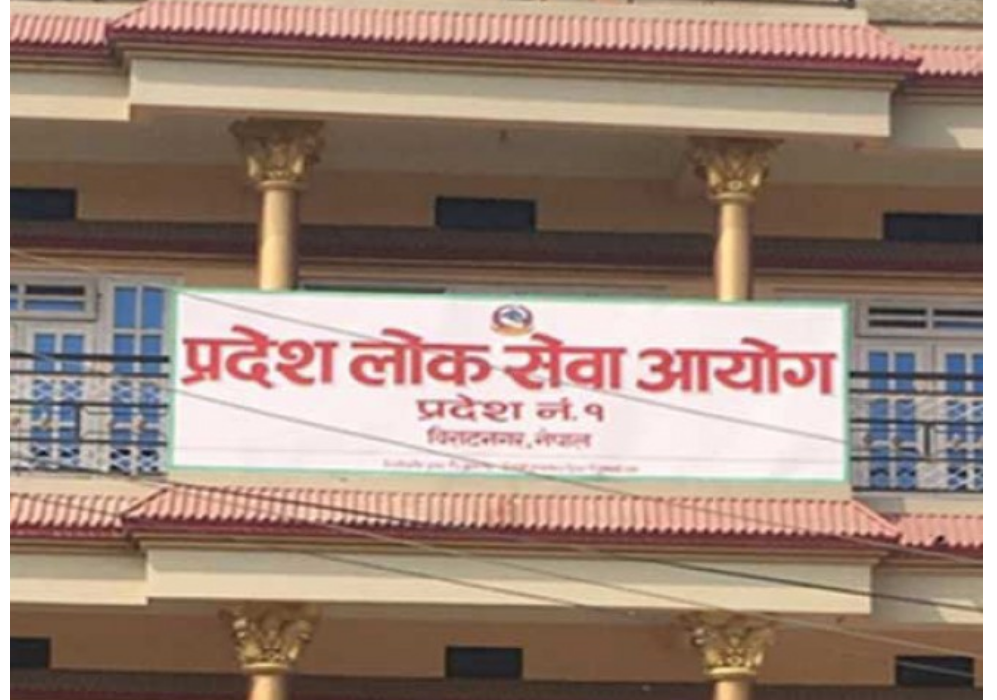 प्रदेश लोक सेवा आयोग
प्रदेश नं. १
विराटनगर, नेपाल